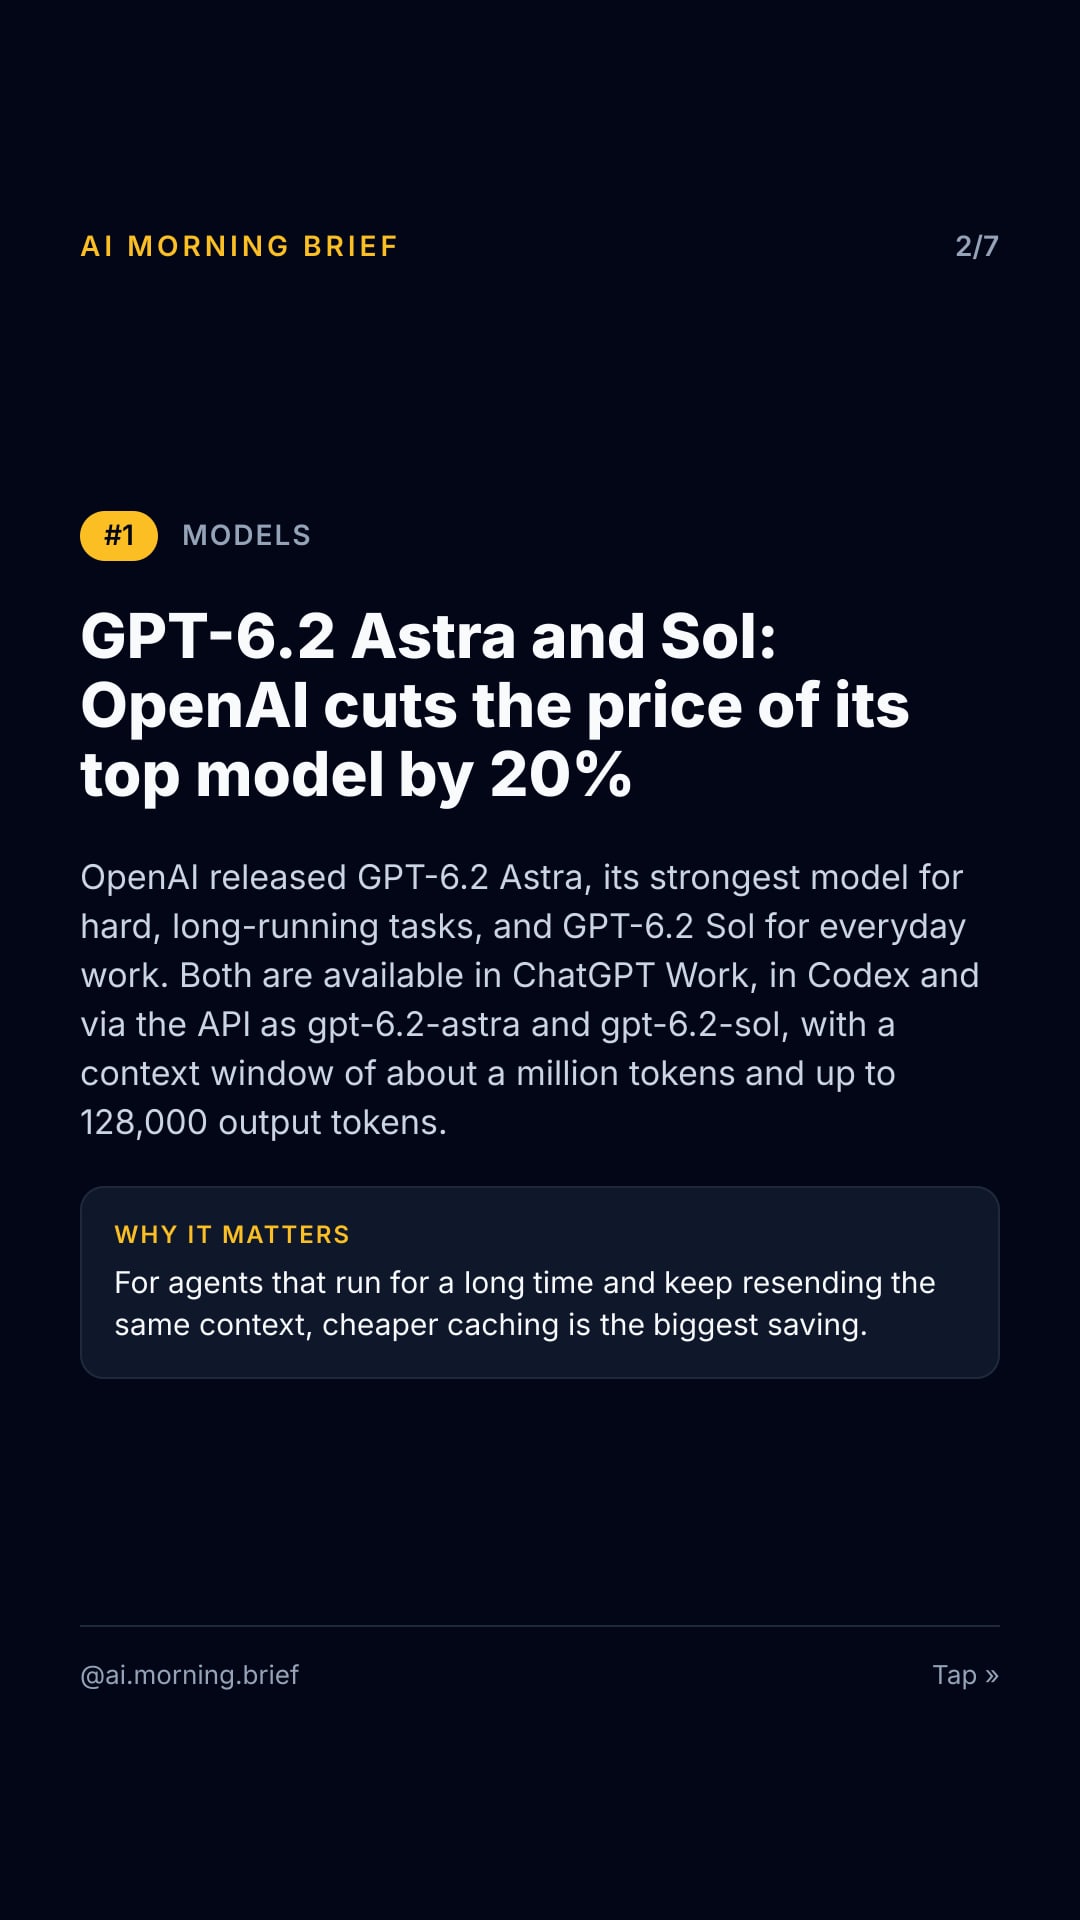 AI MORNING BRIEF
2/7
#1 MODELS
GPT-6.2 Astra and Sol:
OpenAI cuts the price of its
top model by 20%
OpenAI released GPT-6.2 Astra, its strongest model for
hard, long-running tasks, and GPT-6.2 Sol for everyday
work. Both are available in ChatGPT Work, in Codex and
via the API as gpt-6.2-astra and gpt-6.2-sol, with a
context window of about a million tokens and up to
128,000 output tokens.
WHY IT MATTERS
For agents that run for a long time and keep resending the
same context, cheaper caching is the biggest saving.
@ai.morning.brief
Tap »